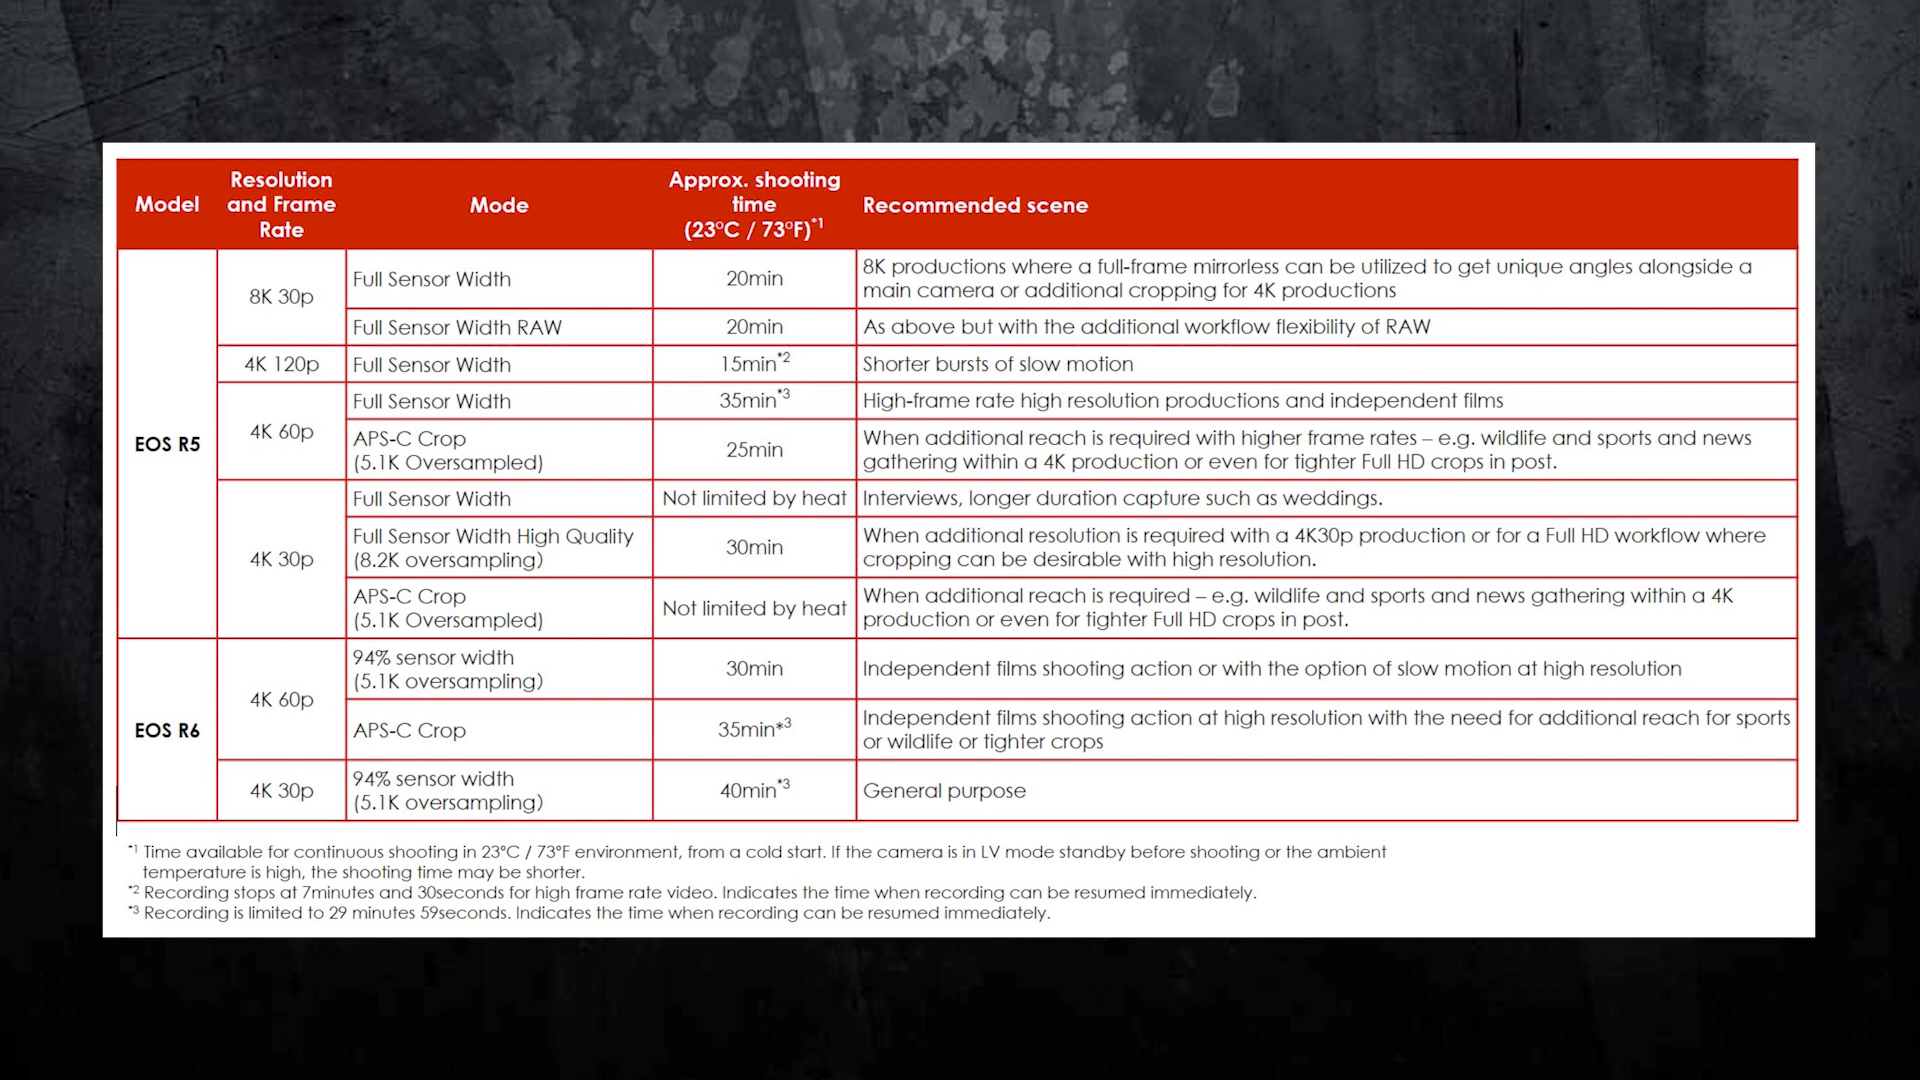 Model
Resolution
and Frame
Rate
Mode
Approx. shooting
time
(23°C / 73°F)*1
Recommended scene
EOS R5
8K 30p
Full Sensor Width
20min
8K productions where a full-frame mirrorless can be utilized to get unique angles alongside a
main camera or additional cropping for 4K productions
Full Sensor Width RAW
20min
As above but with the additional workflow flexibility of RAW
4K 120p
Full Sensor Width
15min*2
Shorter bursts of slow motion
4K 60p
Full Sensor Width
35min*3
High-frame rate high resolution productions and independent films
APS-C Crop
(5.1K Oversampled)
25min
When additional reach is required with higher frame rates – e.g. wildlife and sports and news
gathering within a 4K production or even for tighter Full HD crops in post.
4K 30p
Full Sensor Width
Not limited by heat
Interviews, longer duration capture such as weddings.
Full Sensor Width High Quality
(8.2K oversampling)
30min
When additional resolution is required with a 4K30p production or for a Full HD workflow where
cropping can be desirable with high resolution.
APS-C Crop
(5.1K Oversampled)
Not limited by heat
When additional reach is required – e.g. wildlife and sports and news gathering within a 4K
production or even for tighter Full HD crops in post.
EOS R6
4K 60p
94% sensor width
(5.1K oversampling)
30min
Independent films shooting action or with the option of slow motion at high resolution
APS-C Crop
35min*3
Independent films shooting action at high resolution with the need for additional reach for sports
or wildlife or tighter crops
4K 30p
94% sensor width
(5.1K oversampling)
40min*3
General purpose
*1 Time available for continuous shooting in 23°C / 73°F environment, from a cold start. If the camera is in LV mode standby before shooting or the ambient
temperature is high, the shooting time may be shorter.
*2 Recording stops at 7minutes and 30seconds for high frame rate video. Indicates the time when recording can be resumed immediately.
*3 Recording is limited to 29 minutes 59seconds. Indicates the time when recording can be resumed immediately.